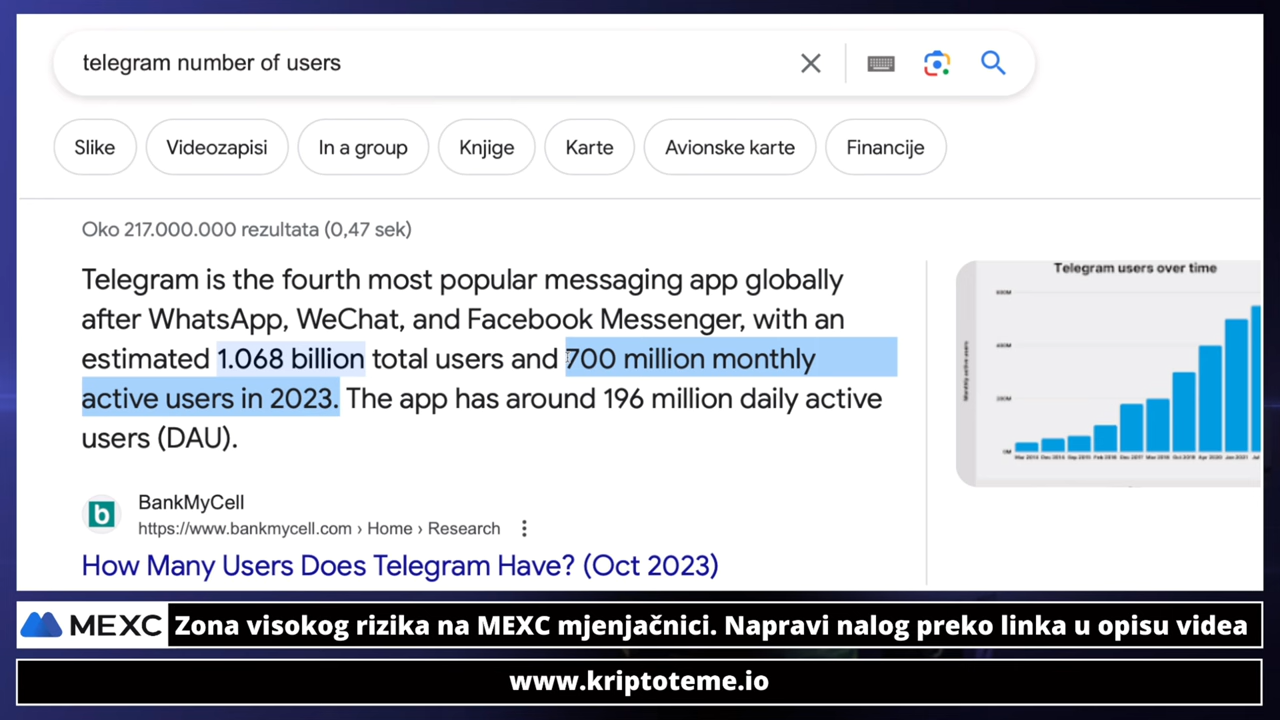 telegram number of users
Slike
Videozapisi
In a group
Knjige
Karte
Avionske karte
Financije
Oko 217.000.000 rezultata (0,47 sek)
Telegram is the fourth most popular messaging app globally
after WhatsApp, WeChat, and Facebook Messenger, with an
estimated 1.068 billion total users and 700 million monthly
active users in 2023. The app has around 196 million daily active
users (DAU).
Telegram users over time
BankMyCell
https://www.bankmycell.com › Home › Research
How Many Users Does Telegram Have? (Oct 2023)
MEXC
Zona visokog rizika na MEXC mjenjačnici. Napravi nalog preko linka u opisu videa
www.kriptoteme.io